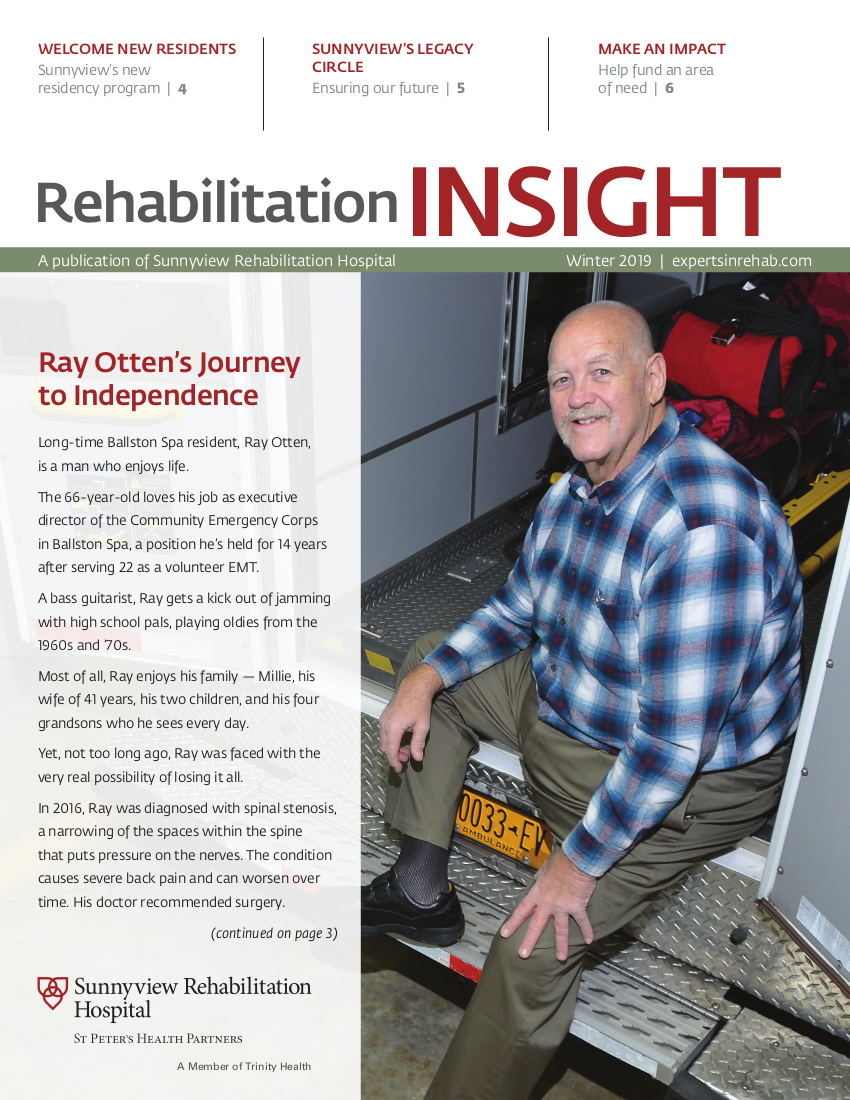 WELCOME NEW RESIDENTS
Sunnyview's new
residency program | 4
SUNNYVIEW'S LEGACY
CIRCLE
Ensuring our future | 5
MAKE AN IMPACT
Help fund an area
of need | 6
Rehabilitation INSIGHT
A publication of Sunnyview Rehabilitation Hospital
Winter 2019 | expertsinrehab.com
Ray Otten's Journey
to Independence
Long-time Ballston Spa resident, Ray Otten,
is a man who enjoys life.
The 66-year-old loves his job as executive
director of the Community Emergency Corps
in Ballston Spa, a position he's held for 14 years
after serving 22 as a volunteer EMT.
A bass guitarist, Ray gets a kick out of jamming
with high school pals, playing oldies from the
1960s and '70s.
Most of all, Ray enjoys his family — Millie, his
wife of 41 years, his two children, and his four
grandsons who he sees every day.
Yet, not too long ago, Ray was faced with the
very real possibility of losing it all.
In 2016, Ray was diagnosed with spinal stenosis,
a narrowing of the spaces within the spine
that puts pressure on the nerves. The condition
causes severe back pain and can worsen over
time. His doctor recommended surgery.
(continued on page 3)
Sunnyview Rehabilitation
Hospital
St Peter's Health Partners
A Member of Trinity Health
AMBULANCE